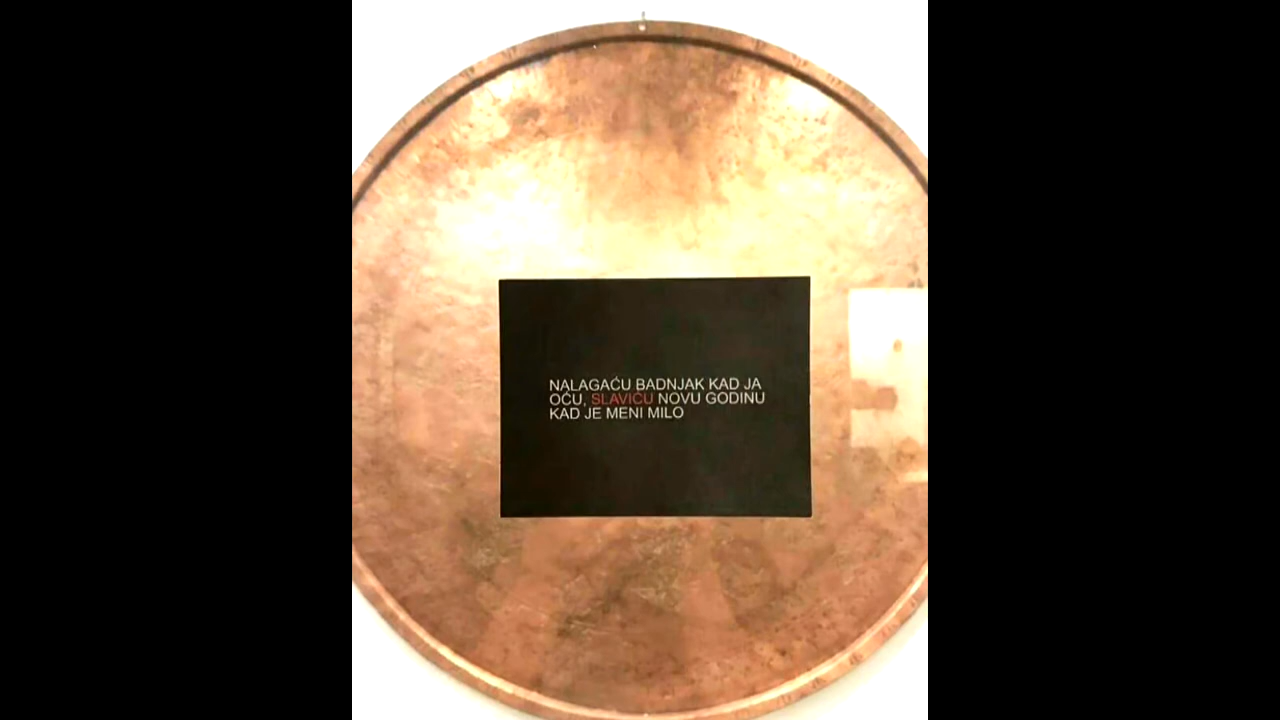 NALAGAĆU BADNJAK KAD JA
OĆU, SLAVIĆU NOVU GODINU
KAD JE MENI MILO